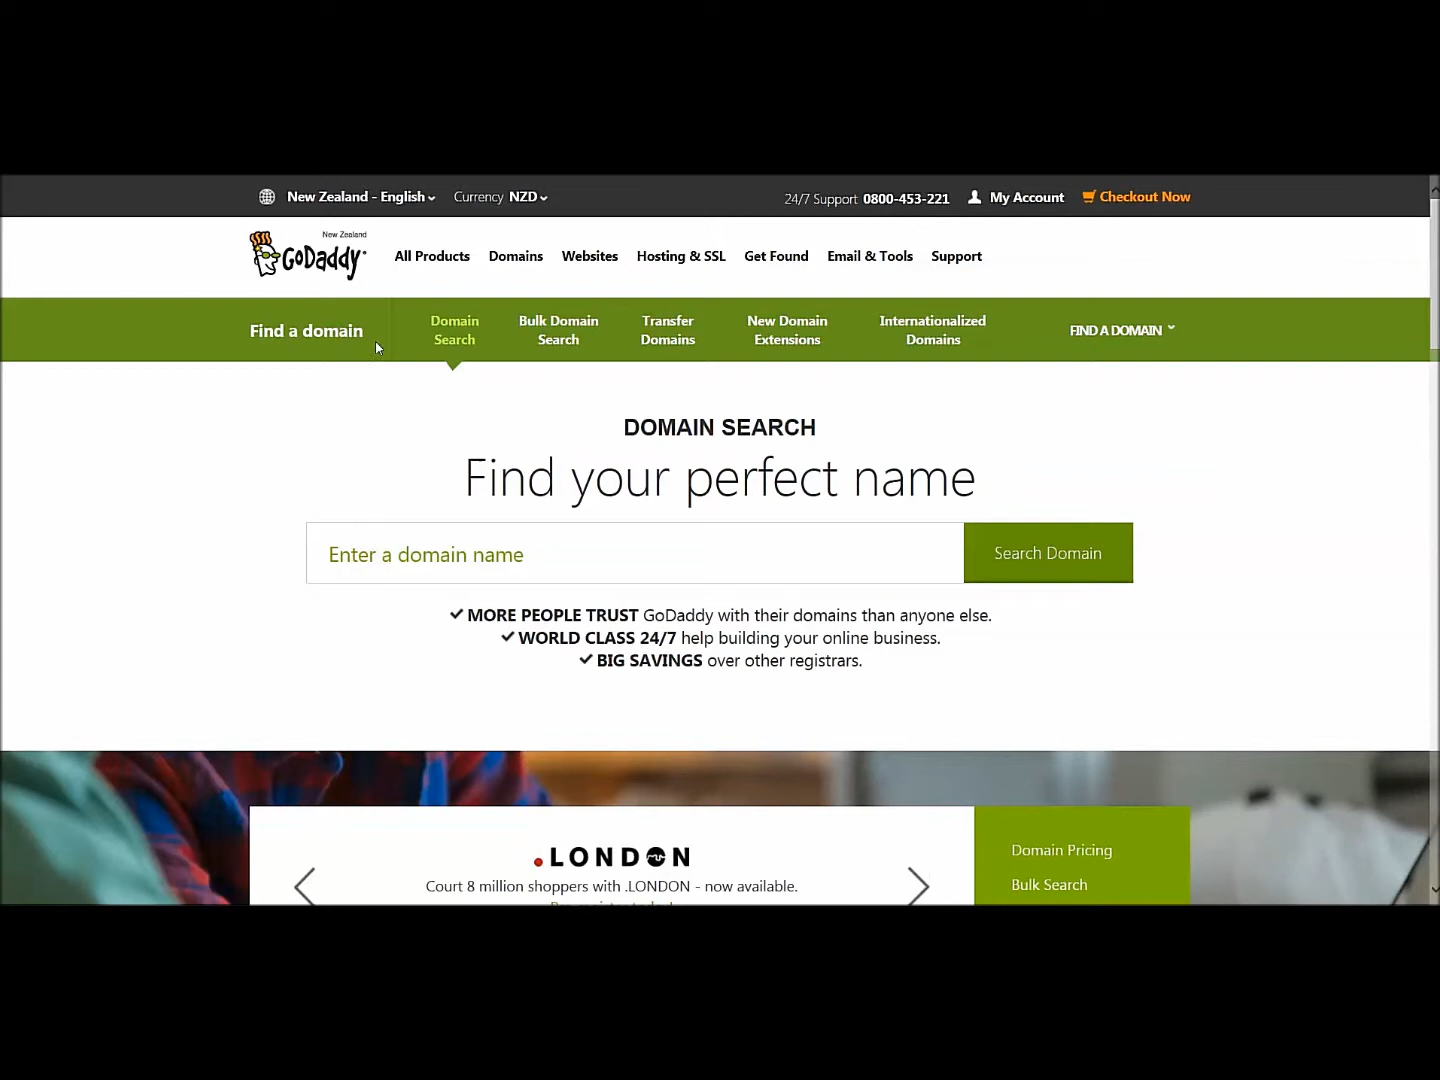 New Zealand - English
Currency NZD
24/7 Support 0800-453-221
My Account
Checkout Now
New Zealand
GoDaddy
All Products
Domains
Websites
Hosting & SSL
Get Found
Email & Tools
Support
Find a domain
Domain
Search
Bulk Domain
Search
Transfer
Domains
New Domain
Extensions
Internationalized
Domains
FIND A DOMAIN
DOMAIN SEARCH
Find your perfect name
Enter a domain name
Search Domain
MORE PEOPLE TRUST GoDaddy with their domains than anyone else.
WORLD CLASS 24/7 help building your online business.
BIG SAVINGS over other registrars.
.LONDON
Court 8 million shoppers with .LONDON - now available.
Domain Pricing
Bulk Search